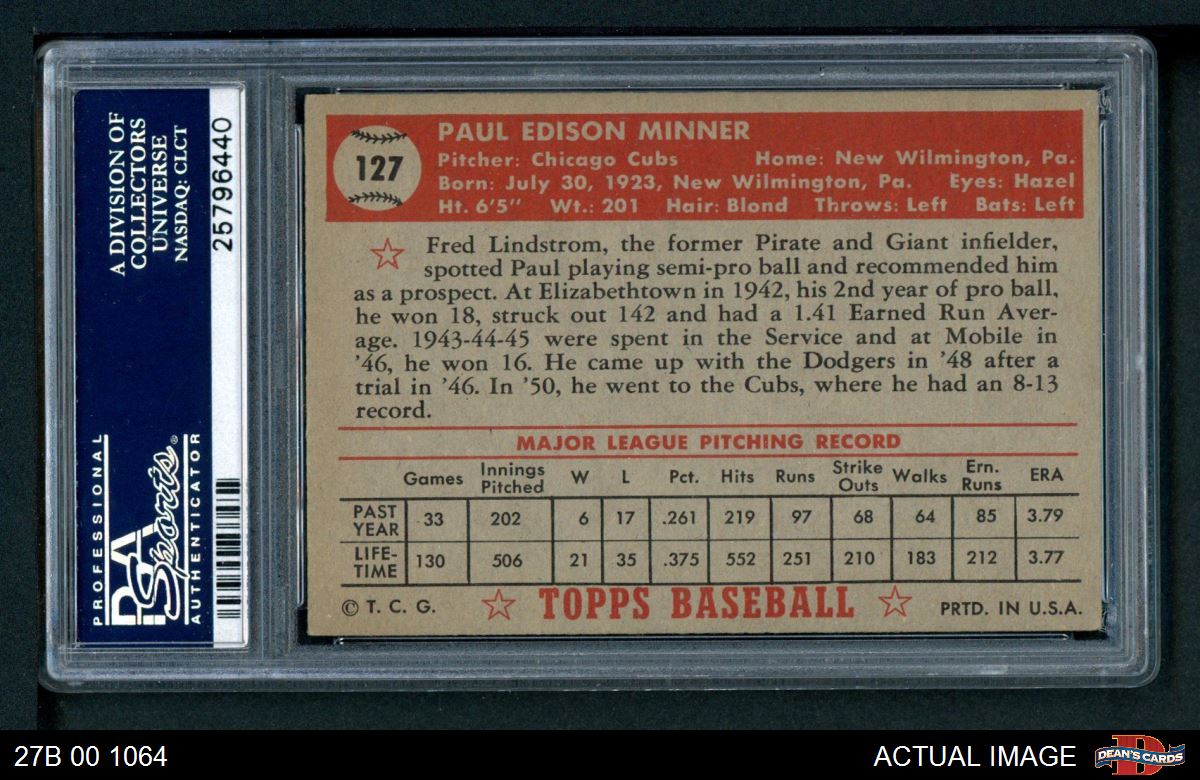 A DIVISION OF
COLLECTORS
UNIVERSE
NASDAQ: CLCT
25796440
PROFESSIONAL
PSA
Sports®
AUTHENTICATOR
127
PAUL EDISON MINNER
Pitcher: Chicago Cubs Home: New Wilmington, Pa.
Born: July 30, 1923, New Wilmington, Pa. Eyes: Hazel
Ht. 6'5" Wt.: 201 Hair: Blond Throws: Left Bats: Left
Fred Lindstrom, the former Pirate and Giant infielder,
spotted Paul playing semi-pro ball and recommended him
as a prospect. At Elizabethtown in 1942, his 2nd year of pro ball,
he won 18, struck out 142 and had a 1.41 Earned Run Aver-
age. 1943-44-45 were spent in the Service and at Mobile in
'46, he won 16. He came up with the Dodgers in '48 after a
trial in '46. In '50, he went to the Cubs, where he had an 8-13
record.
MAJOR LEAGUE PITCHING RECORD
Games Innings Pitched W L Pct. Hits Runs Strike Outs Walks Ern. Runs ERA
PAST YEAR 33 202 6 17 .261 219 97 68 64 85 3.79
LIFE-TIME 130 506 21 35 .375 552 251 210 183 212 3.77
© T. C. G. TOPPS BASEBALL PRTD. IN U.S.A.
27B 00 1064 ACTUAL IMAGE DEAN'S CARDS